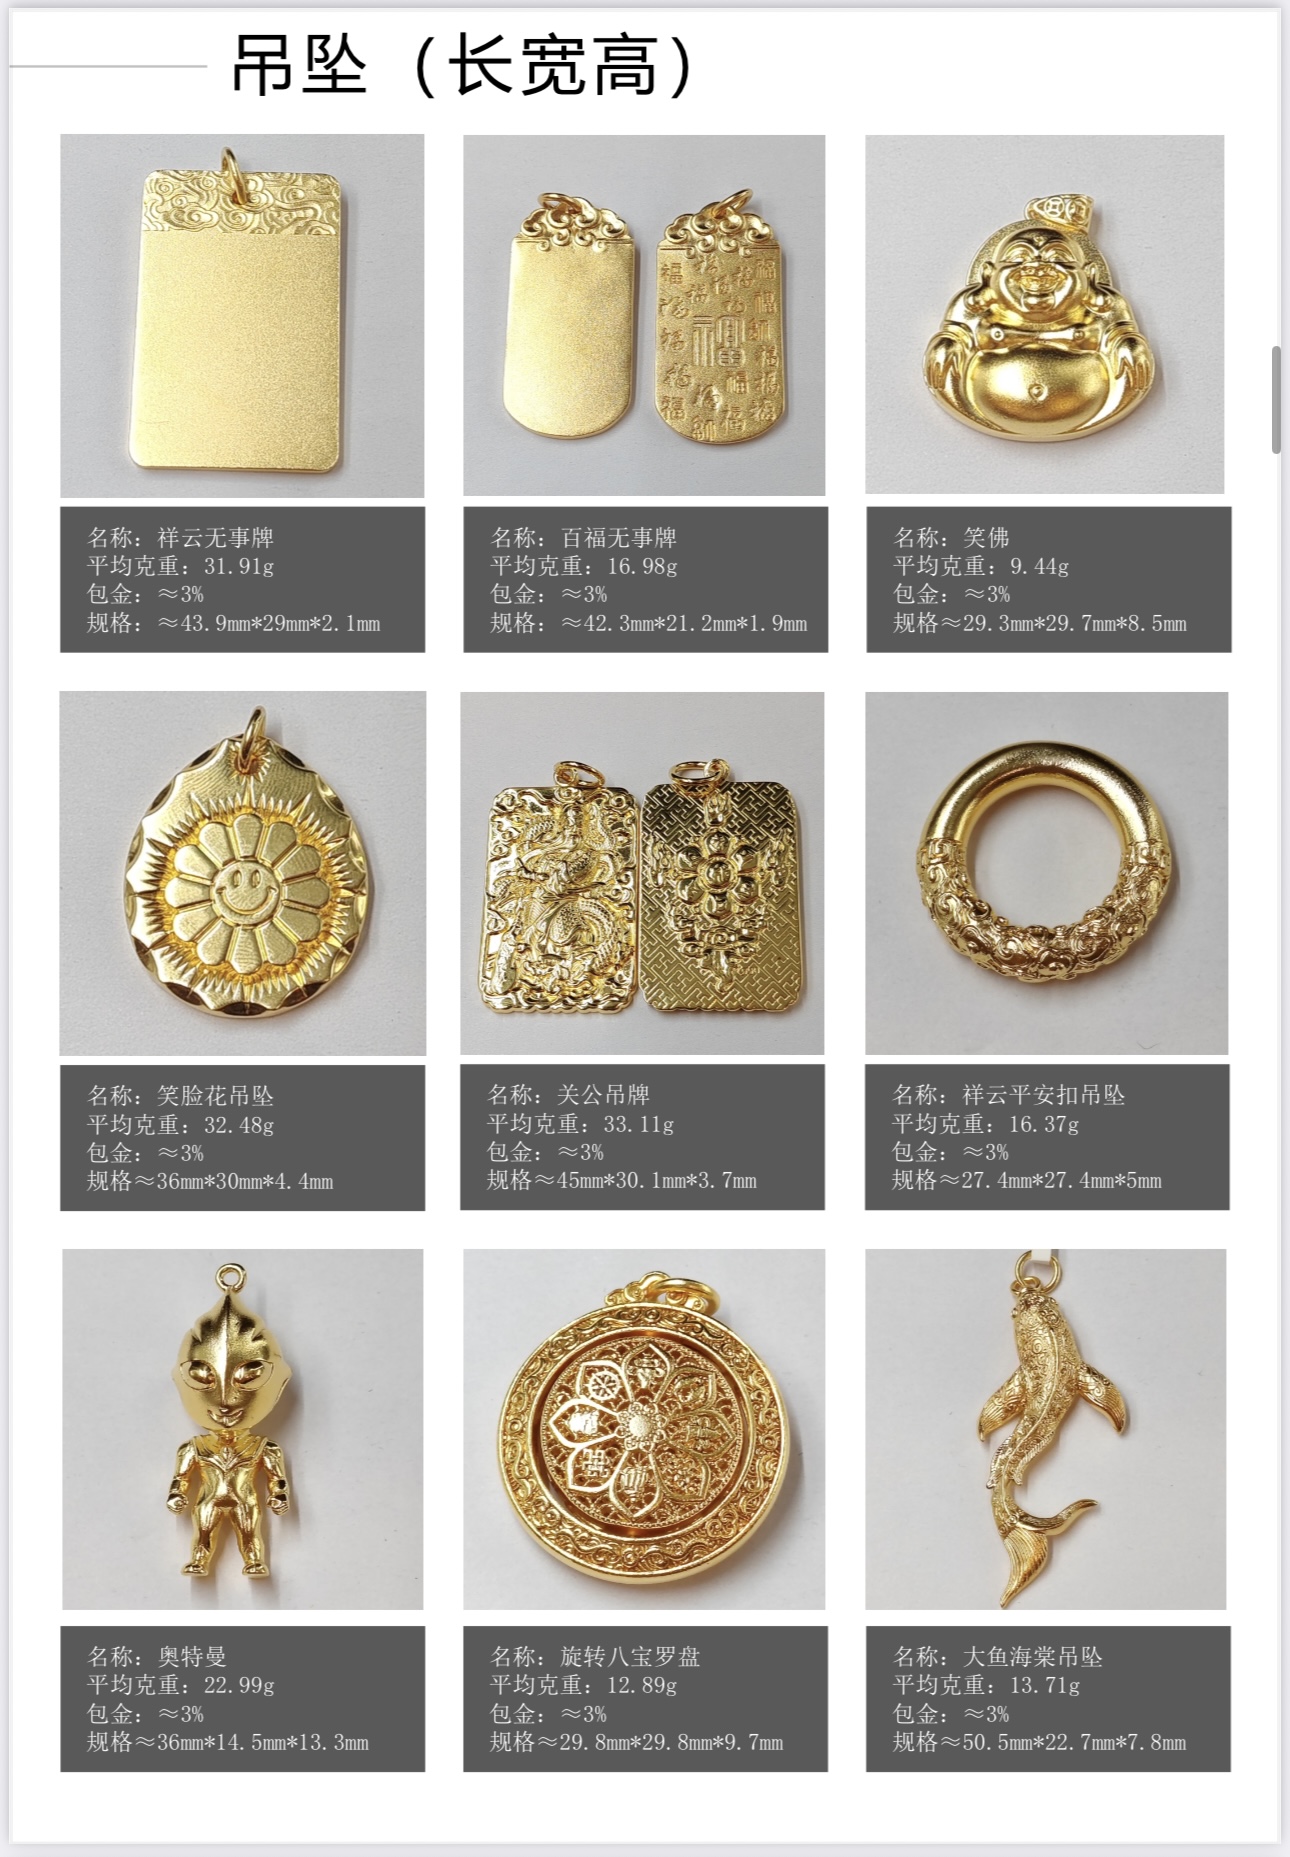 吊坠（长宽高）
名称：祥云无事牌
平均克重：31.91g
包金：≈3%
规格：≈43.9mm*29mm*2.1mm
名称：百福无事牌
平均克重：16.98g
包金：≈3%
规格：≈42.3mm*21.2mm*1.9mm
名称：笑佛
平均克重：9.44g
包金：≈3%
规格≈29.3mm*29.7mm*8.5mm
名称：笑脸花吊坠
平均克重：32.48g
包金：≈3%
规格≈36mm*30mm*4.4mm
名称：关公吊牌
平均克重：33.11g
包金：≈3%
规格≈45mm*30.1mm*3.7mm
名称：祥云平安扣吊坠
平均克重：16.37g
包金：≈3%
规格≈27.4mm*27.4mm*5mm
名称：奥特曼
平均克重：22.99g
包金：≈3%
规格≈36mm*14.5mm*13.3mm
名称：旋转八宝罗盘
平均克重：12.89g
包金：≈3%
规格≈29.8mm*29.8mm*9.7mm
名称：大鱼海棠吊坠
平均克重：13.71g
包金：≈3%
规格≈50.5mm*22.7mm*7.8mm